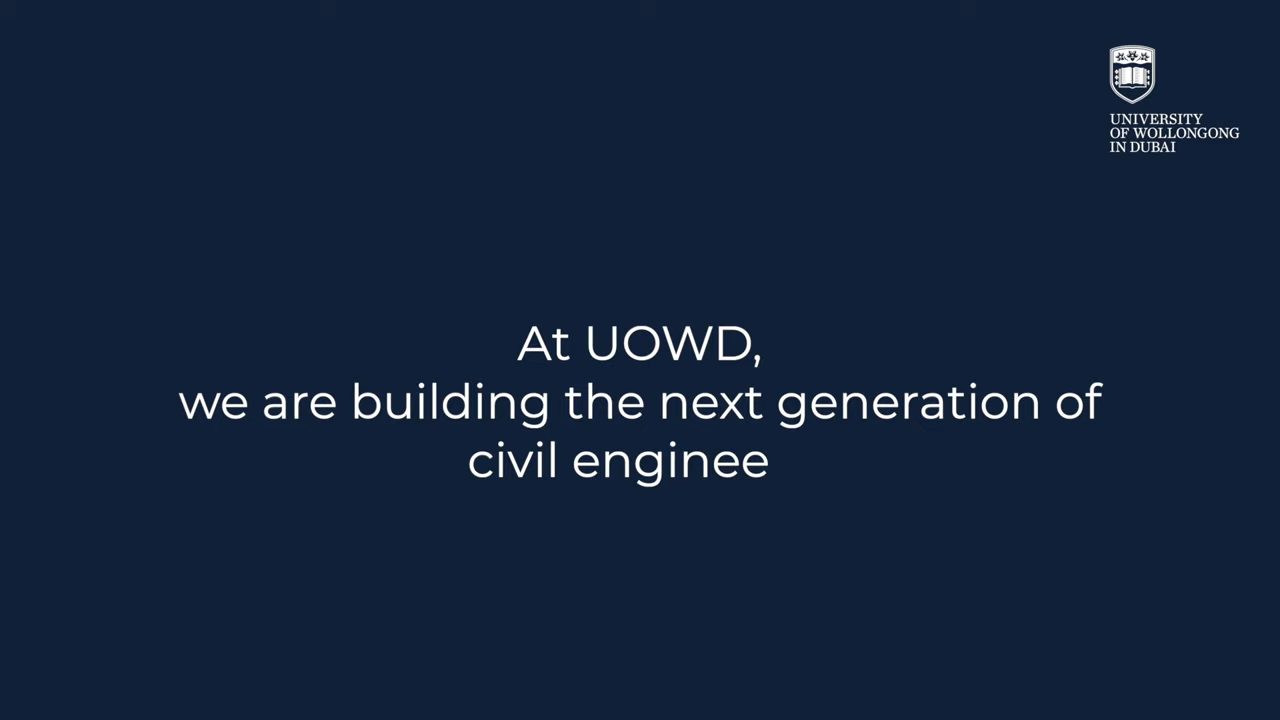 UNIVERSITY
OF WOLLONGONG
IN DUBAI
At UOWD,
we are building the next generation of
civil enginee